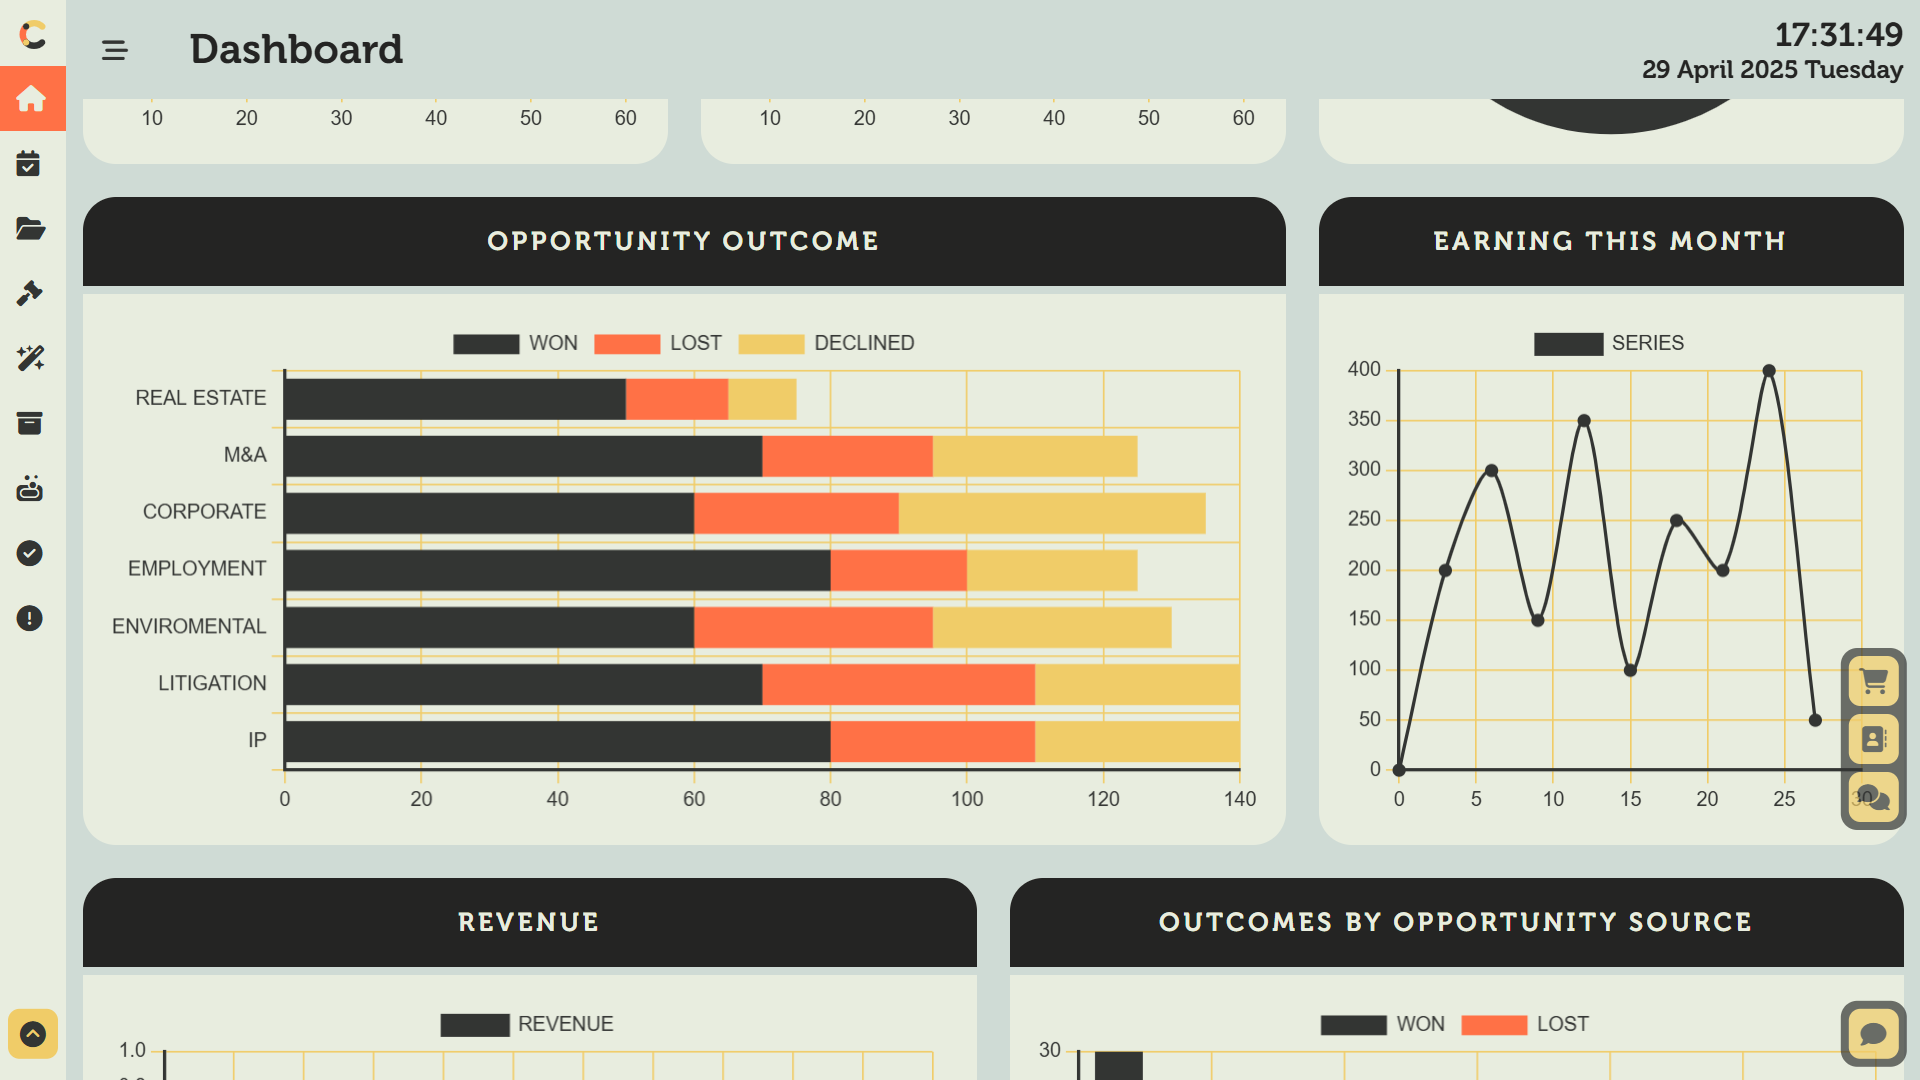 Dashboard
17:31:49
29 April 2025 Tuesday
10 20 30 40 50 60
10 20 30 40 50 60
OPPORTUNITY OUTCOME
WON LOST DECLINED
REAL ESTATE
M&A
CORPORATE
EMPLOYMENT
ENVIROMENTAL
LITIGATION
IP
0 20 40 60 80 100 120 140
EARNING THIS MONTH
SERIES
400
350
300
250
200
150
100
50
0
0 5 10 15 20 25 30
REVENUE
REVENUE
1.0
OUTCOMES BY OPPORTUNITY SOURCE
WON LOST
30